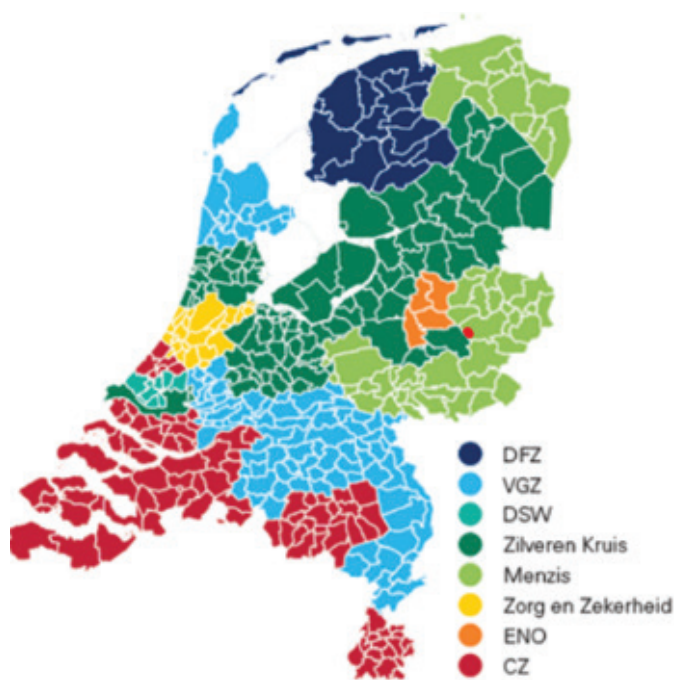 DFZ
VGZ
DSW
Zilveren Kruis
Menzis
Zorg en Zekerheid
ENO
CZ